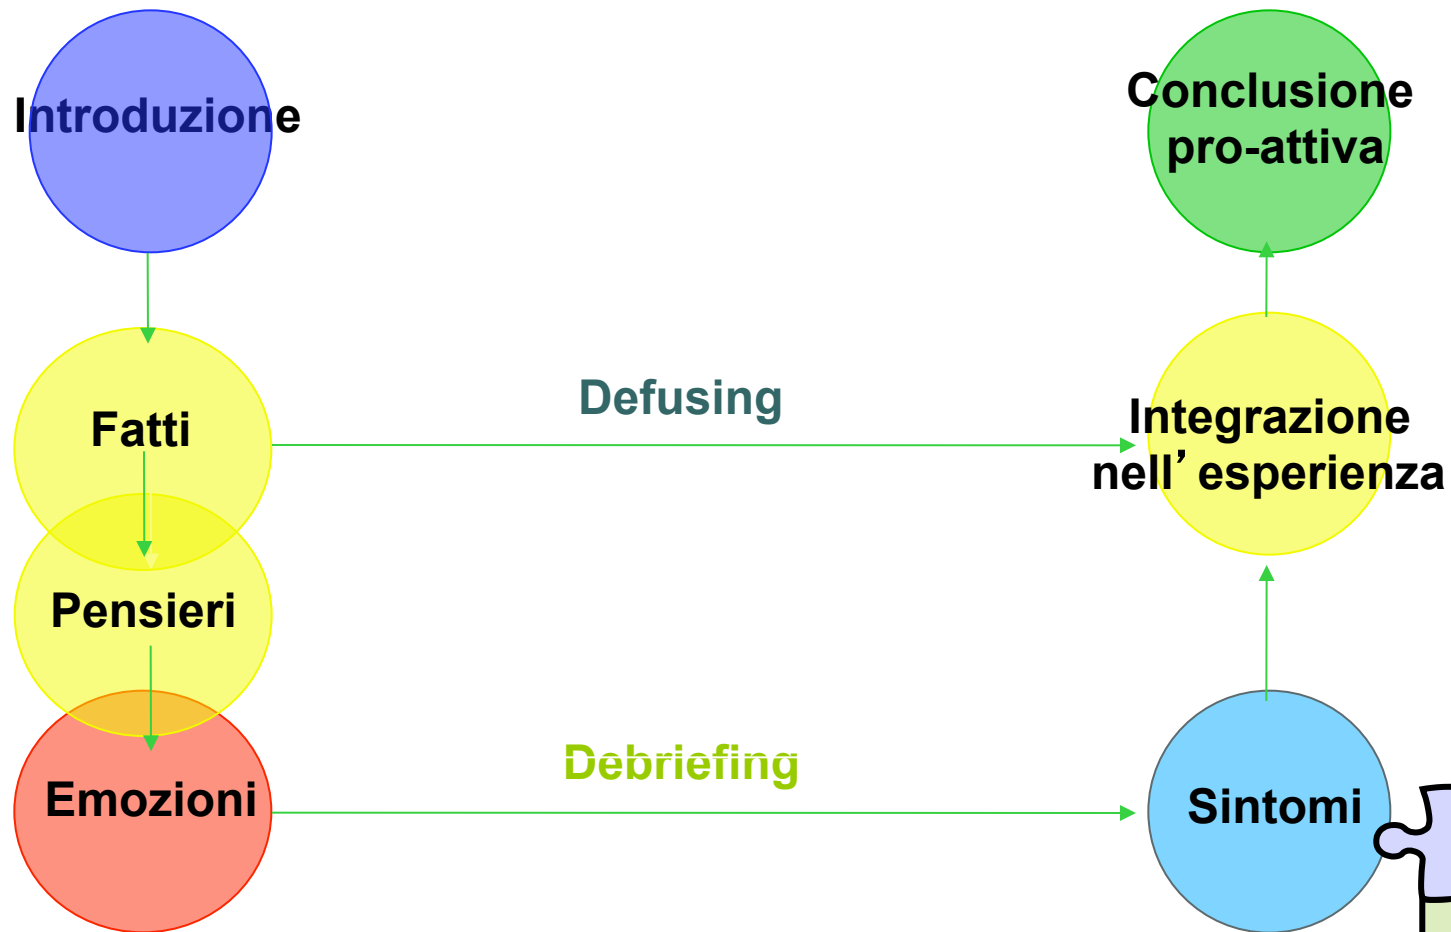 Introduzione
Conclusione
pro-attiva
Fatti
Defusing
Integrazione
nell’ esperienza
Pensieri
Emozioni
Debriefing
Sintomi